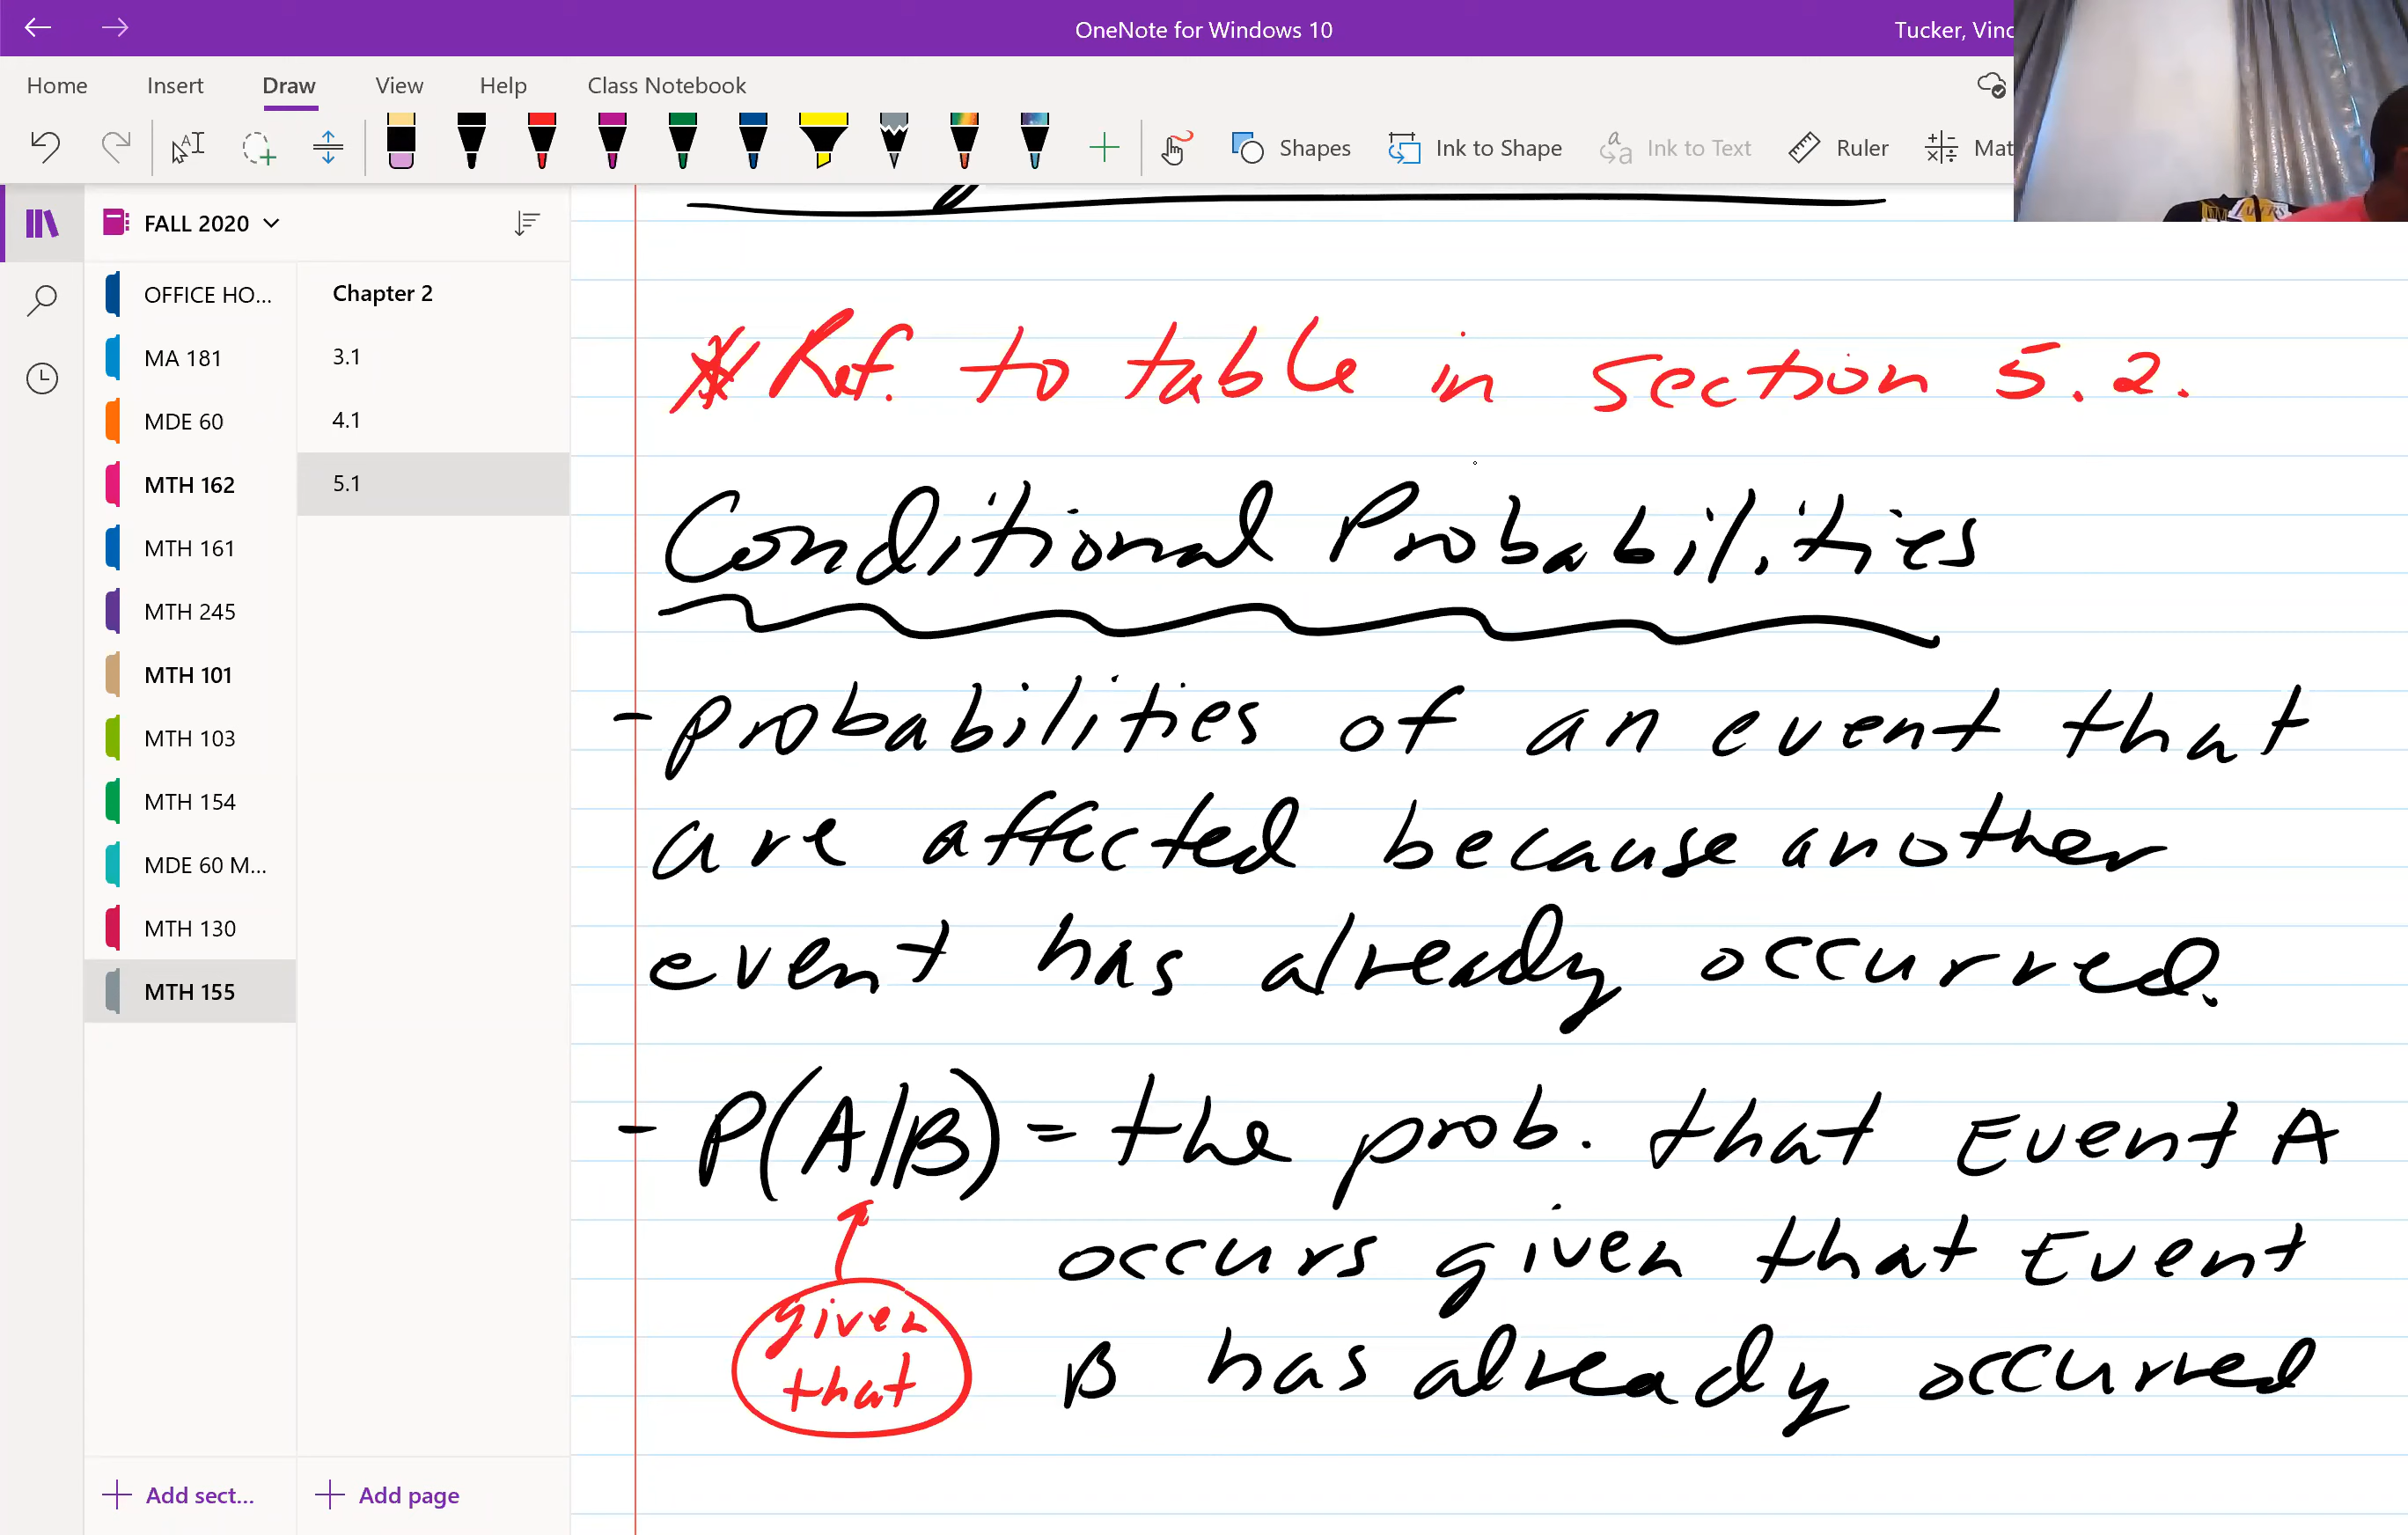 OneNote for Windows 10
Tucker, Vinc
Home Insert Draw View Help Class Notebook
Shapes Ink to Shape Ink to Text Ruler Mat
FALL 2020
OFFICE HO...
MA 181
MDE 60
MTH 162
MTH 161
MTH 245
MTH 101
MTH 103
MTH 154
MDE 60 M...
MTH 130
MTH 155
Add sect...
Chapter 2
3.1
4.1
5.1
Add page
* Ref. to table in section 5.2.
Conditional Probabilities
- probabilities of an event that
are affected because another
event has already occurred.
- P(A|B) = the prob. that Event A
occurs given that Event
B has already occurred
given
that